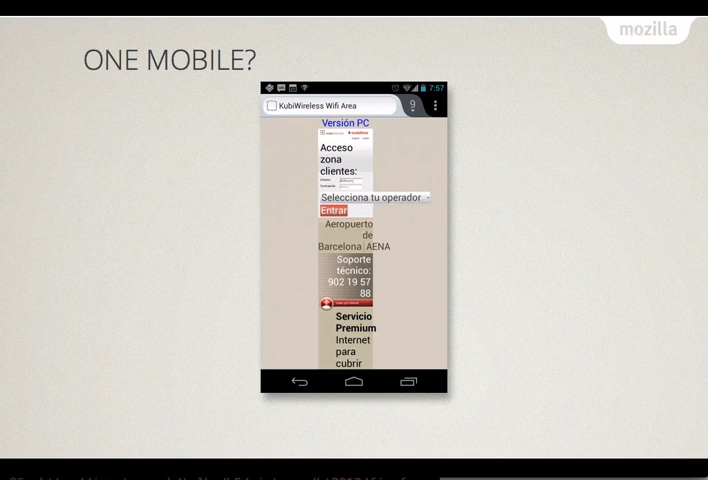 mozilla
ONE MOBILE?
7:57
KubiWireless Wifi Area
9
Versión PC
Acceso
zona
clientes:
Selecciona tu operador
Entrar
Aeropuerto
de
Barcelona AENA
Soporte
técnico:
902 19 57
88
Servicio
Premium
Internet
para
cubrir